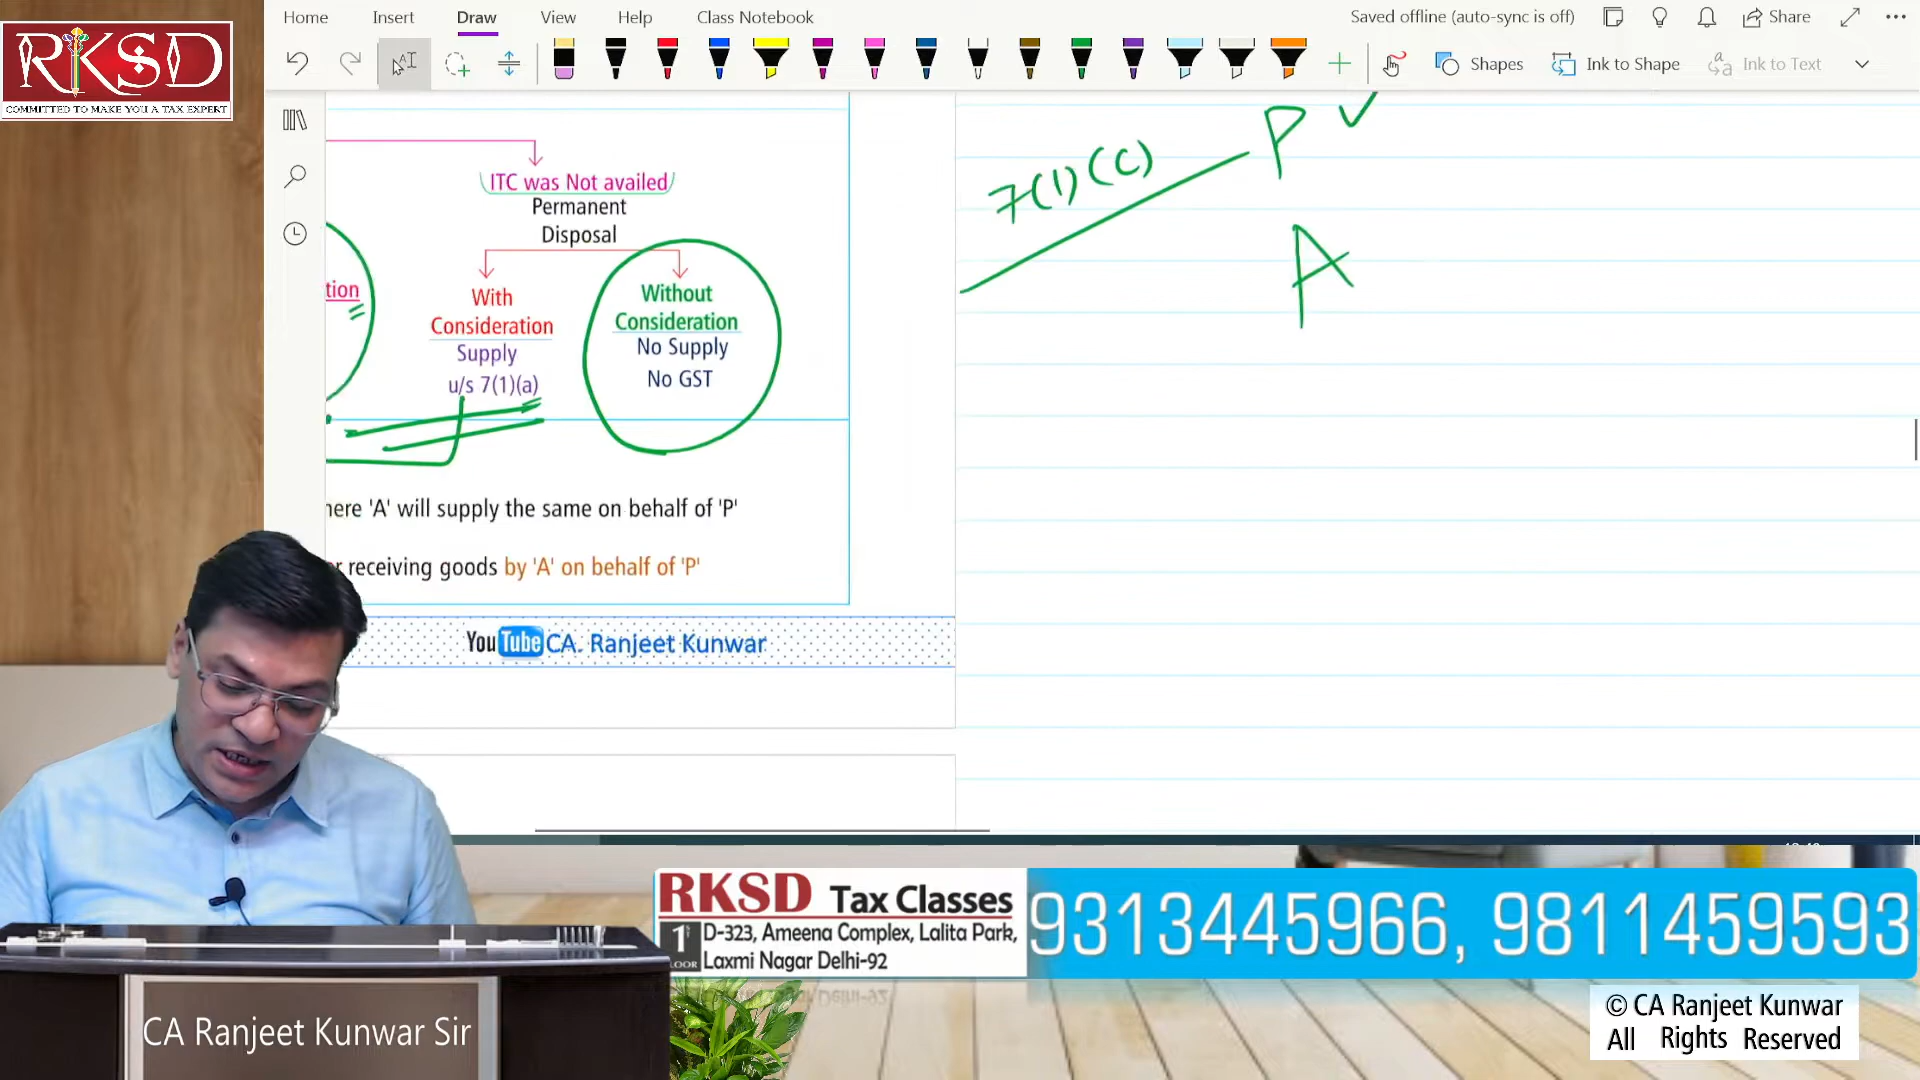 RKSD
COMMITTED TO MAKE YOU A TAX EXPERT
Home Insert Draw View Help Class Notebook
Saved offline (auto-sync is off) Share
Shapes Ink to Shape Ink to Text
ITC was Not availed
Permanent
Disposal
tion
With
Consideration
Supply
u/s 7(1)(a)
Without
Consideration
No Supply
No GST
here 'A' will supply the same on behalf of 'P'
or receiving goods by 'A' on behalf of 'P'
YouTube CA. Ranjeet Kunwar
7(1)(c)
P
A
RKSD Tax Classes
1ST FLOOR
D-323, Ameena Complex, Lalita Park,
Laxmi Nagar Delhi-92
9313445966, 9811459593
CA Ranjeet Kunwar Sir
© CA Ranjeet Kunwar
All Rights Reserved